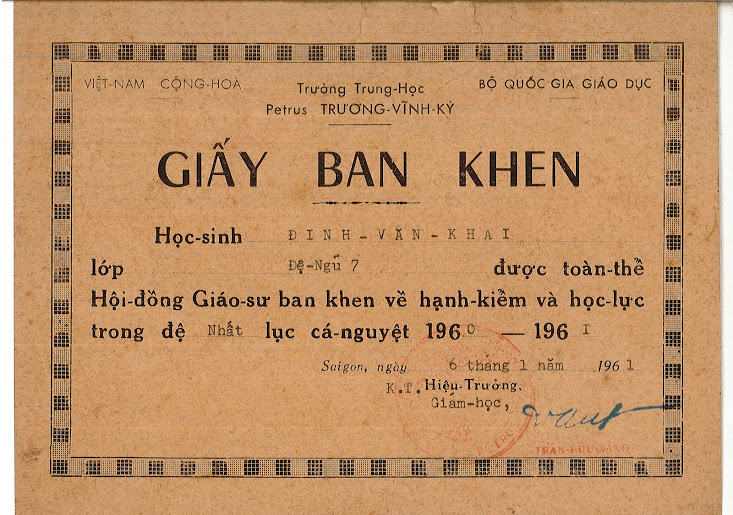 VIỆT-NAM CỘNG-HOÀ
Trường Trung-Học
Petrus TRƯƠNG-VĨNH-KÝ
BỘ QUỐC GIA GIÁO DỤC
GIẤY BAN KHEN
Học-sinh ĐINH-VĂN-KHAI
lớp Đệ-Ngũ 7 được toàn-thể
Hội-đồng Giáo-sư ban khen về hạnh-kiểm và học-lực
trong đệ Nhất lục cá-nguyệt 1960 — 196I
Saigon, ngày 6 tháng 1 năm 1961
K.T. Hiệu-Trưởng,
Giám-học,